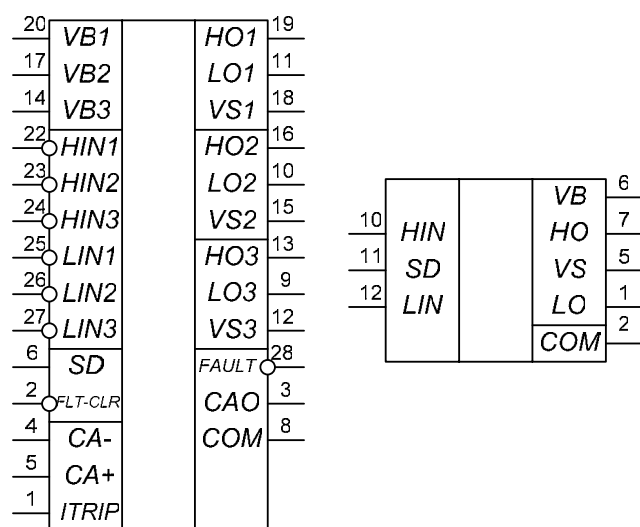 20 VB1 HO1 19
17 VB2 LO1 11
14 VB3 VS1 18
22 HIN1 HO2 16
23 HIN2 LO2 10
24 HIN3 VS2 15
25 LIN1 HO3 13
26 LIN2 LO3 9
27 LIN3 VS3 12
6 SD FAULT 28
2 FLT-CLR CAO 3
4 CA- COM 8
5 CA+
1 ITRIP
VB 6
10 HIN HO 7
11 SD VS 5
12 LIN LO 1
COM 2